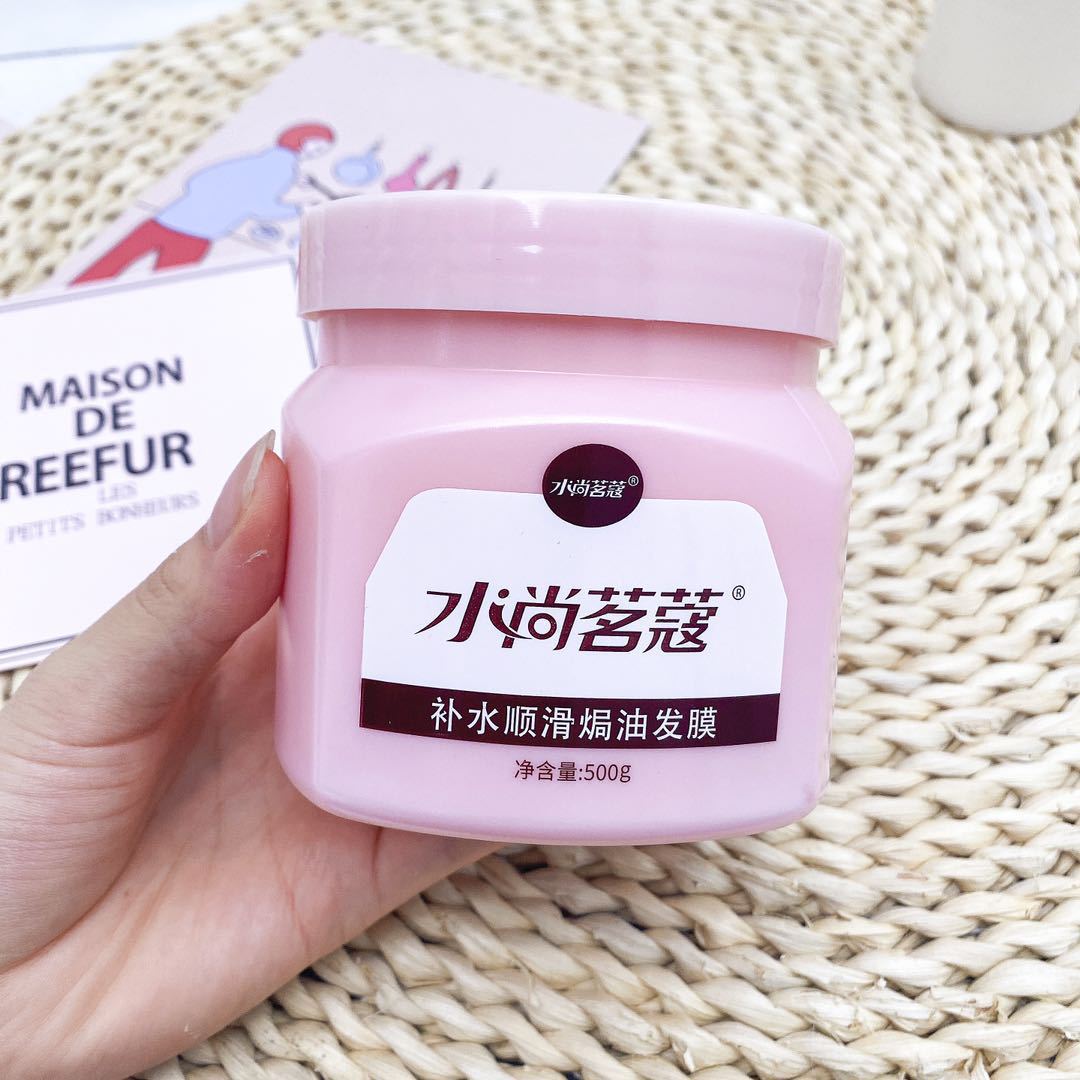 MAISON
DE
REEFUR
LES
PETITS BONHEURS
水尚茗蔻®
水尚茗蔻®
补水顺滑焗油发膜
净含量:500g